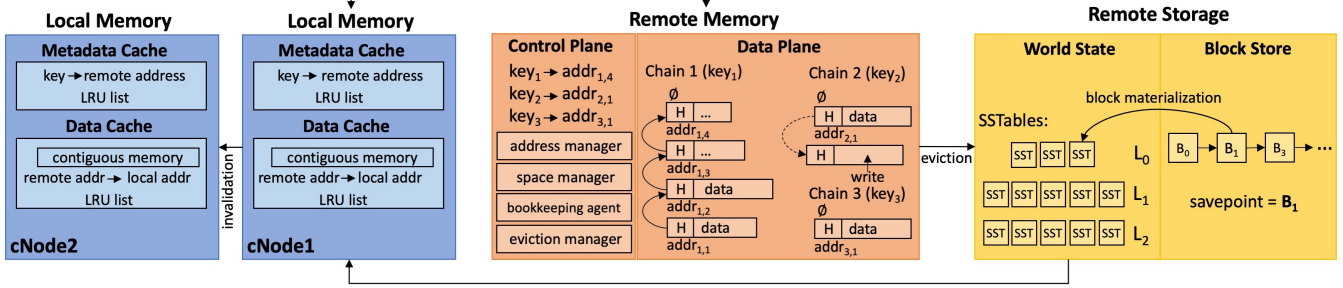 Local Memory
Metadata Cache
key → remote address
LRU list
Data Cache
contiguous memory
remote addr → local addr
LRU list
cNode2
invalidation
Local Memory
Metadata Cache
key → remote address
LRU list
Data Cache
contiguous memory
remote addr → local addr
LRU list
cNode1
Remote Memory
Control Plane
key₁ → addr₁,₄
key₂ → addr₂,₁
key₃ → addr₃,₁
address manager
space manager
bookkeeping agent
eviction manager
Data Plane
Chain 1 (key₁)
Ø
H ...
addr₁,₄
H ...
addr₁,₃
H data
addr₁,₂
H data
addr₁,₁
Chain 2 (key₂)
Ø
H data
addr₂,₁
H
write
Chain 3 (key₃)
Ø
H data
addr₃,₁
eviction
Remote Storage
World State
SSTables:
SST SST SST L₀
SST SST SST SST SST L₁
SST SST SST SST SST L₂
Block Store
block materialization
B₀ B₁ B₃ ...
savepoint = B₁